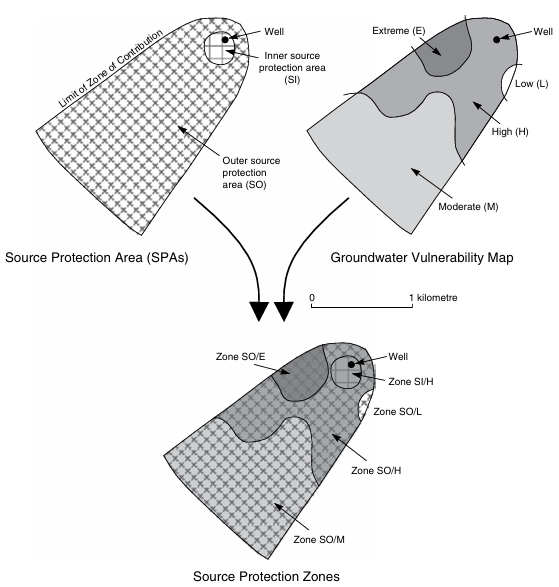 Limit of Zone of Contribution
Well
Inner source
protection area
(SI)
Outer source
protection
area (SO)
Source Protection Area (SPAs)
Extreme (E)
Well
Low (L)
High (H)
Moderate (M)
Groundwater Vulnerability Map
0
1 kilometre
Zone SO/E
Well
Zone SI/H
Zone SO/L
Zone SO/H
Zone SO/M
Source Protection Zones